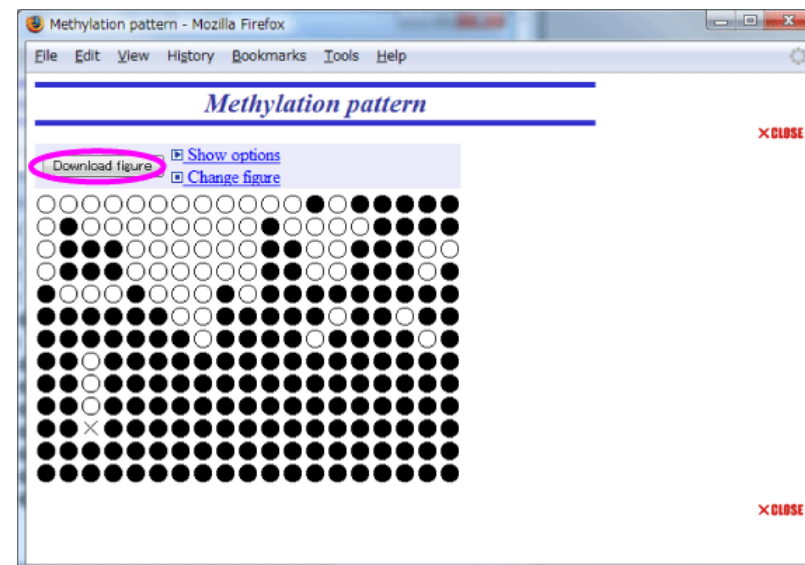 Methylation pattern - Mozilla Firefox
File Edit View History Bookmarks Tools Help
Methylation pattern
×CLOSE
Download figure
Show options
Change figure
×CLOSE